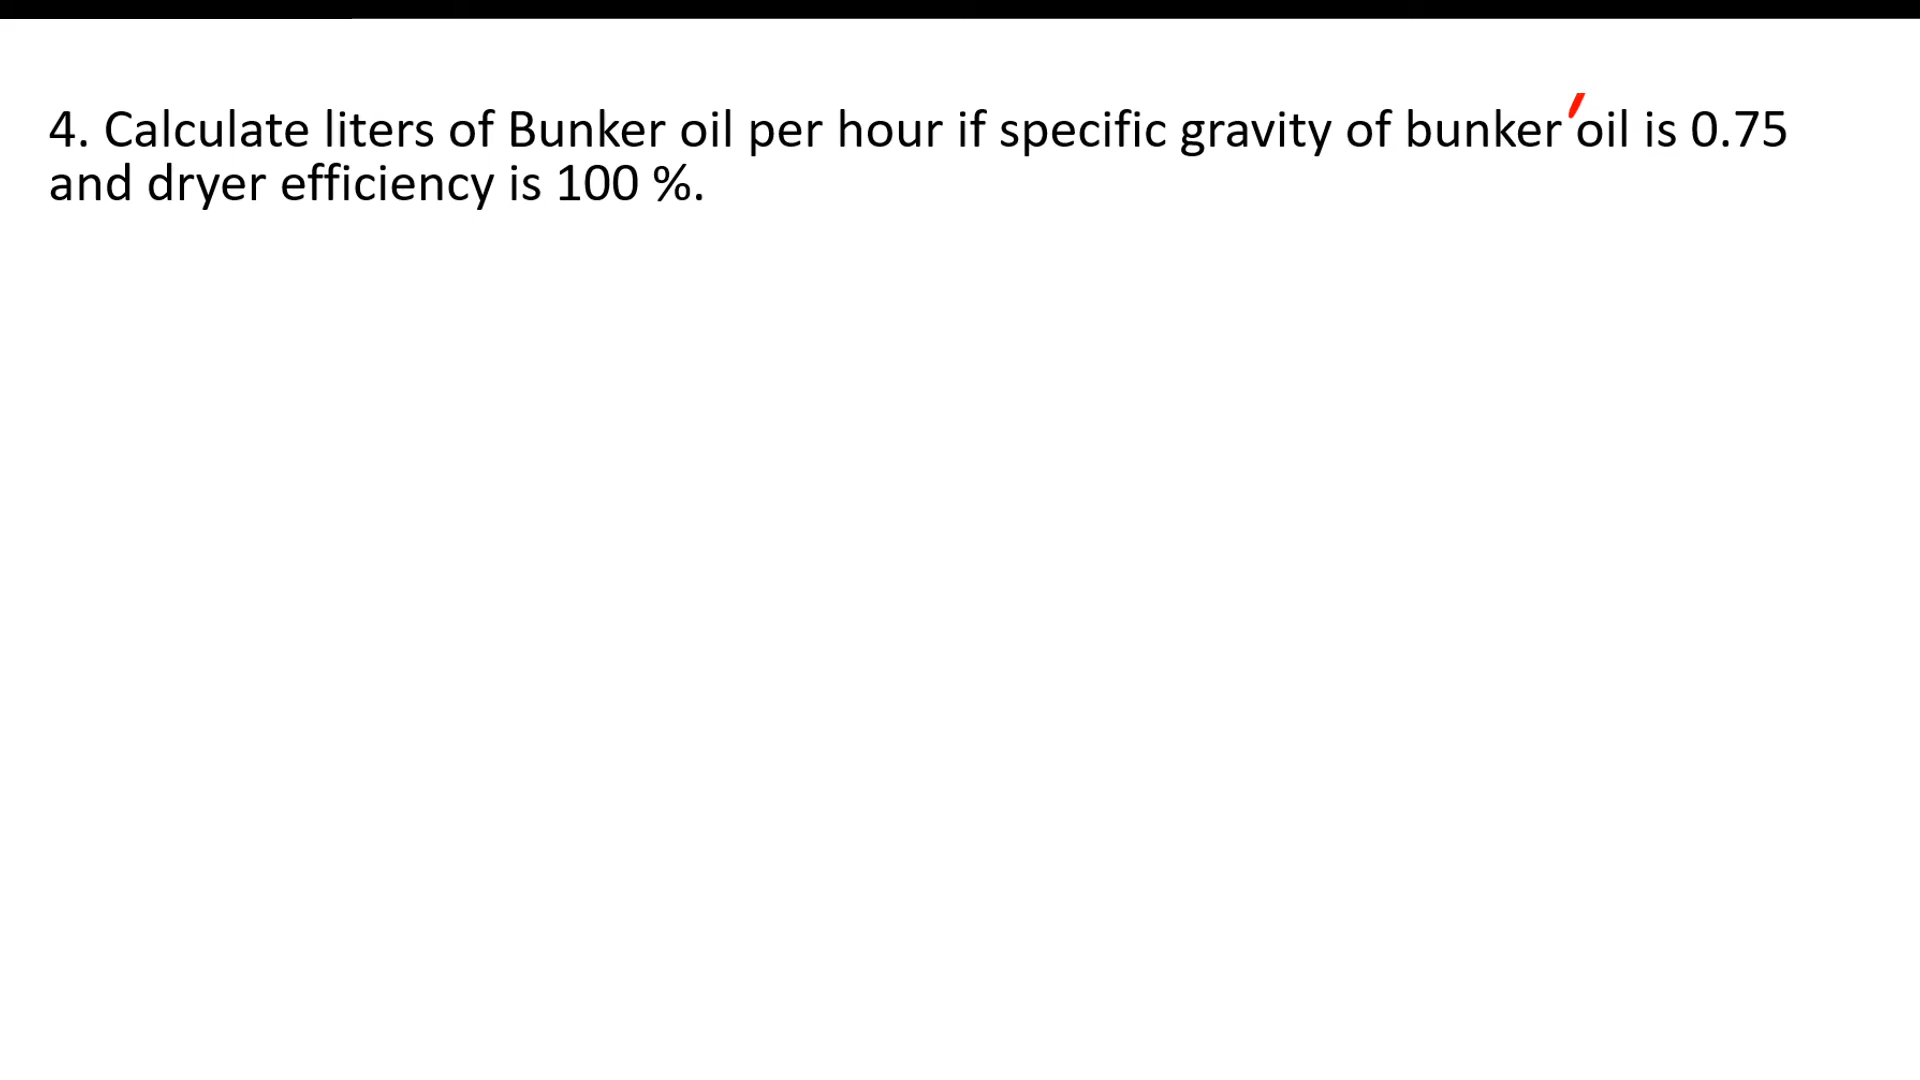 4. Calculate liters of Bunker oil per hour if specific gravity of bunker oil is 0.75
and dryer efficiency is 100 %.